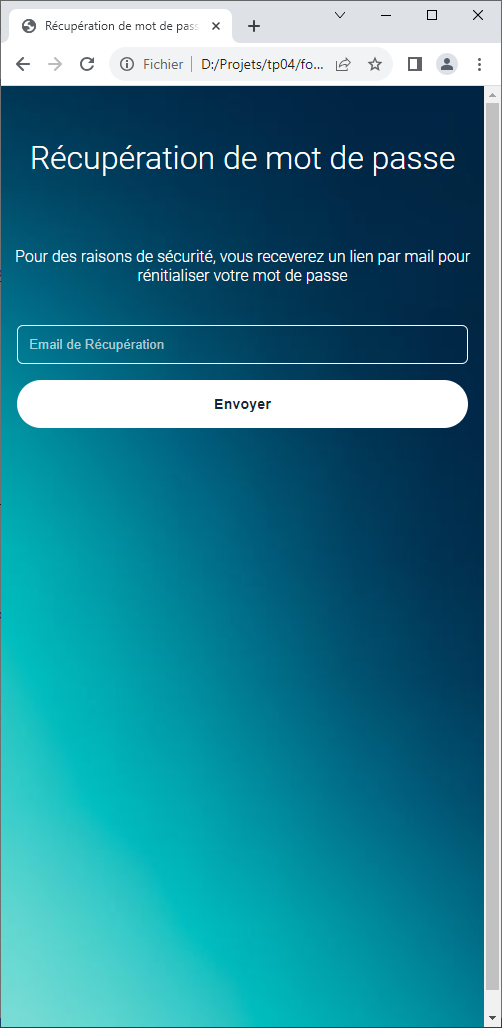 Récupération de mot de pass
Fichier
D:/Projets/tp04/fo...
Récupération de mot de passe
Pour des raisons de sécurité, vous receverez un lien par mail pour
rénitialiser votre mot de passe
Email de Récupération
Envoyer